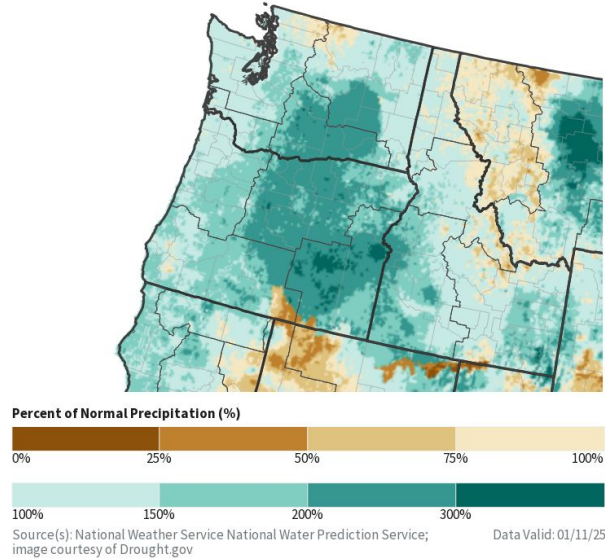 Percent of Normal Precipitation (%)
0% 25% 50% 75% 100%
100% 150% 200% 300%
Source(s): National Weather Service National Water Prediction Service; Data Valid: 01/11/25
image courtesy of Drought.gov